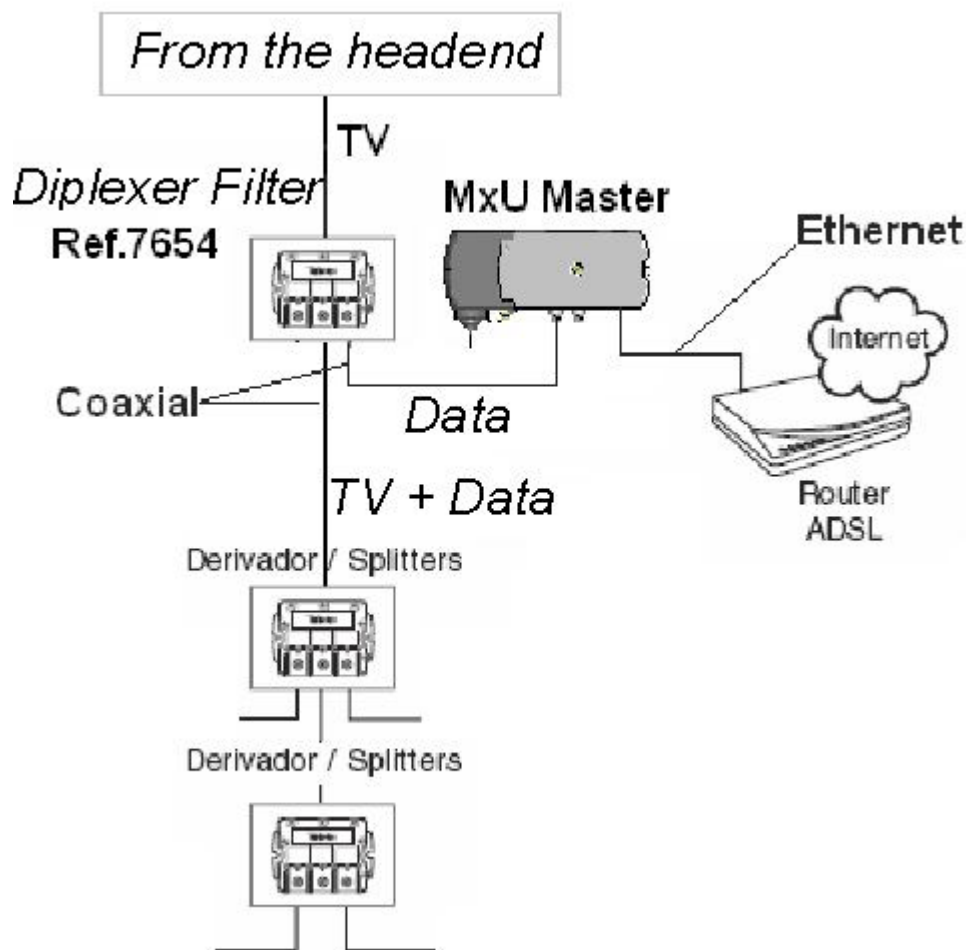 From the headend
TV
Diplexer Filter
Ref.7654
MxU Master
Ethernet
Internet
Coaxial
Data
Router
ADSL
TV + Data
Derivador / Splitters
Derivador / Splitters